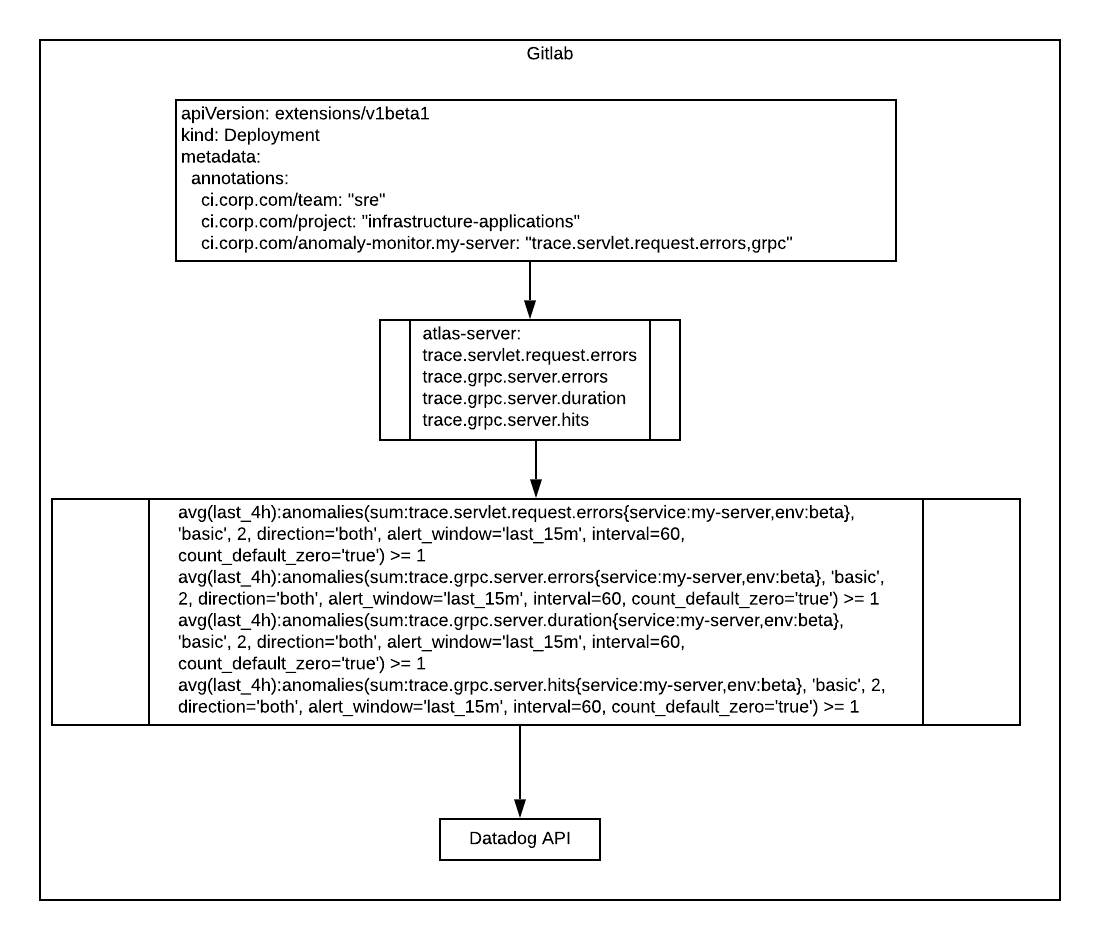 Gitlab
apiVersion: extensions/v1beta1
kind: Deployment
metadata:
  annotations:
    ci.corp.com/team: "sre"
    ci.corp.com/project: "infrastructure-applications"
    ci.corp.com/anomaly-monitor.my-server: "trace.servlet.request.errors,grpc"
atlas-server:
trace.servlet.request.errors
trace.grpc.server.errors
trace.grpc.server.duration
trace.grpc.server.hits
avg(last_4h):anomalies(sum:trace.servlet.request.errors{service:my-server,env:beta},
'basic', 2, direction='both', alert_window='last_15m', interval=60,
count_default_zero='true') >= 1
avg(last_4h):anomalies(sum:trace.grpc.server.errors{service:my-server,env:beta}, 'basic',
2, direction='both', alert_window='last_15m', interval=60, count_default_zero='true') >= 1
avg(last_4h):anomalies(sum:trace.grpc.server.duration{service:my-server,env:beta},
'basic', 2, direction='both', alert_window='last_15m', interval=60,
count_default_zero='true') >= 1
avg(last_4h):anomalies(sum:trace.grpc.server.hits{service:my-server,env:beta}, 'basic', 2,
direction='both', alert_window='last_15m', interval=60, count_default_zero='true') >= 1
Datadog API